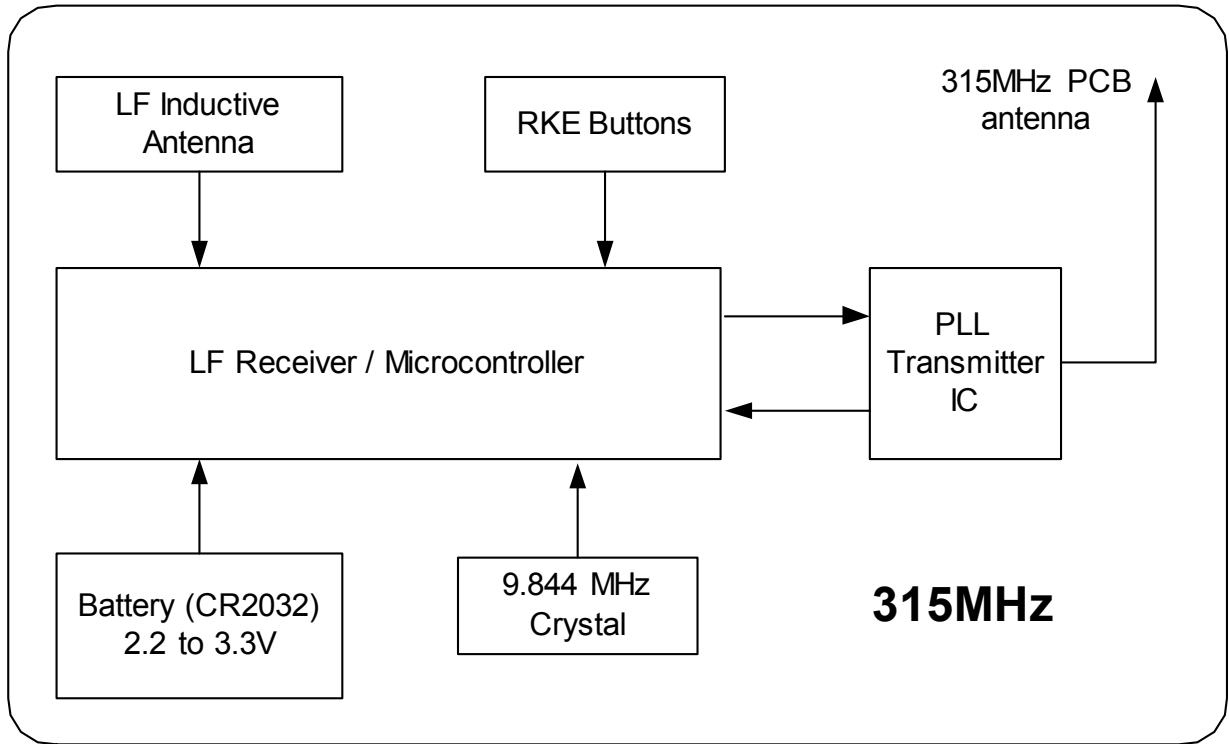 LF Inductive
Antenna
RKE Buttons
315MHz PCB
antenna
LF Receiver / Microcontroller
PLL
Transmitter
IC
Battery (CR2032)
2.2 to 3.3V
9.844 MHz
Crystal
315MHz